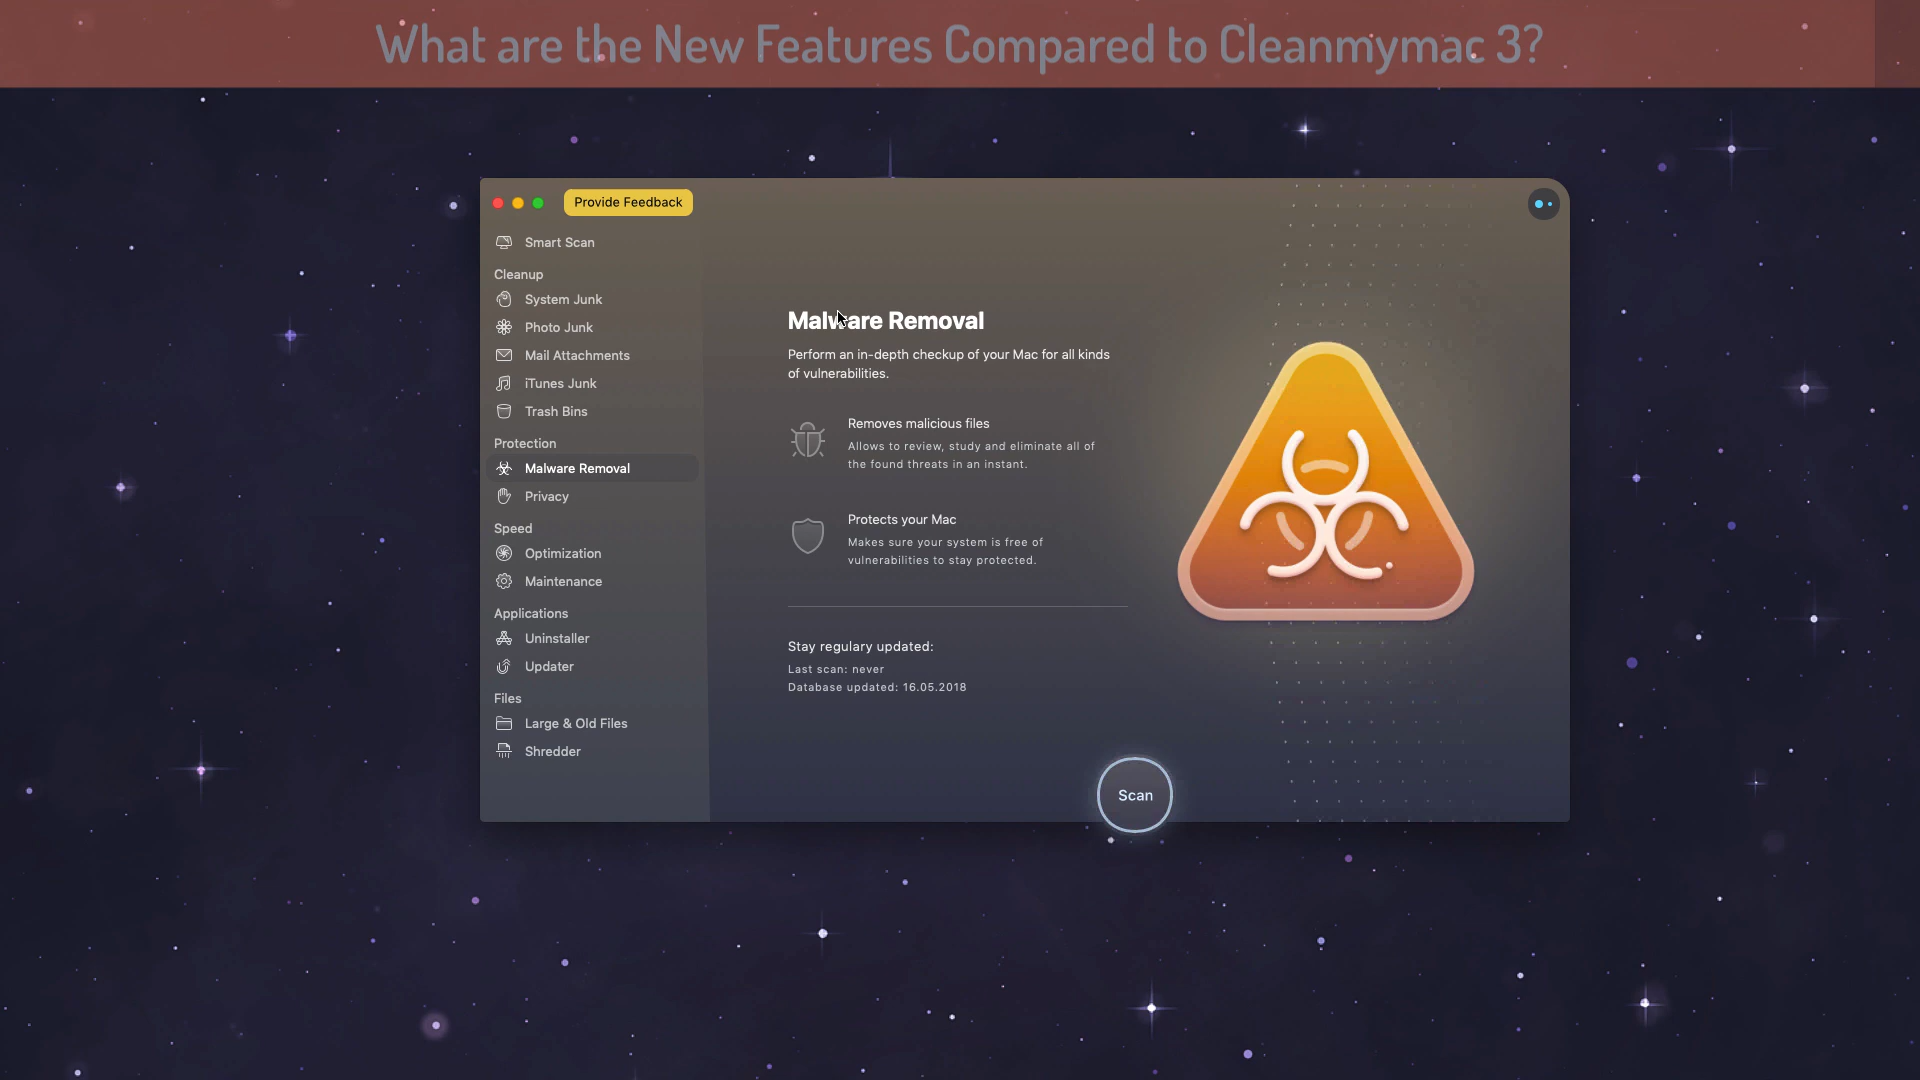 What are the New Features Compared to Cleanmymac 3?
Provide Feedback
Smart Scan
Cleanup
System Junk
Photo Junk
Mail Attachments
iTunes Junk
Trash Bins
Protection
Malware Removal
Privacy
Speed
Optimization
Maintenance
Applications
Uninstaller
Updater
Files
Large & Old Files
Shredder
Malware Removal
Perform an in-depth checkup of your Mac for all kinds
of vulnerabilities.
Removes malicious files
Allows to review, study and eliminate all of
the found threats in an instant.
Protects your Mac
Makes sure your system is free of
vulnerabilities to stay protected.
Stay regulary updated:
Last scan: never
Database updated: 16.05.2018
Scan